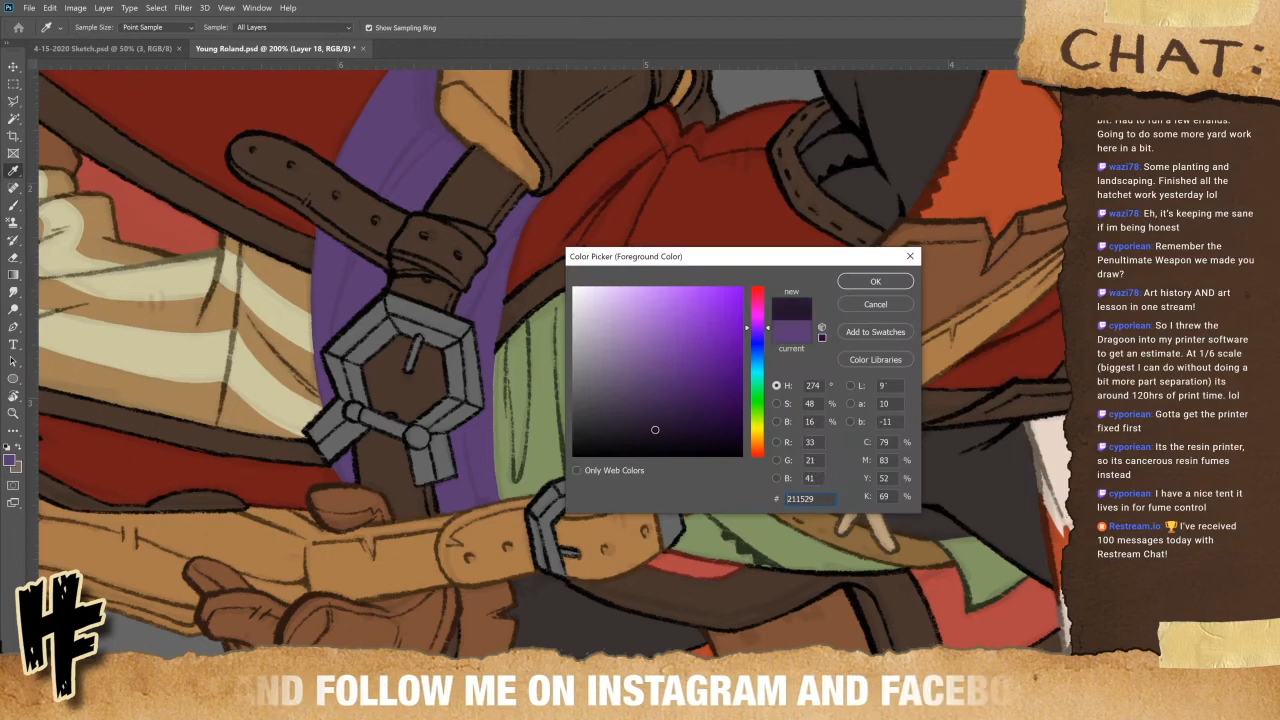 File Edit Image Layer Type Select Filter 3D View Window Help
Sample Size: Point Sample Sample: All Layers Show Sampling Ring
4-15-2020 Sketch.psd @ 50% (3, RGB/8) × Young Roland.psd @ 200% (Layer 18, RGB/8) * ×
6 5 4
2
3
Color Picker (Foreground Color)
new
current
OK
Cancel
Add to Swatches
Color Libraries
H: 274 ° L: 9
S: 48 % a: 10
B: 16 % b: -11
R: 33 C: 79 %
G: 21 M: 83 %
B: 41 Y: 52 %
# 211529 K: 69 %
Only Web Colors
CHAT:
bit. Had to run a few errands.
Going to do some more yard work
here in a bit.
wazi78: Some planting and
landscaping. Finished all the
hatchet work yesterday lol
wazi78: Eh, it's keeping me sane
if im being honest
cyporiean: Remember the
Penultimate Weapon we made you
draw?
wazi78: Art history AND art
lesson in one stream!
cyporiean: So I threw the
Dragoon into my printer software
to get an estimate. At 1/6 scale
(biggest I can do without doing a
bit more part separation) its
around 120hrs of print time. lol
cyporiean: Gotta get the printer
fixed first
cyporiean: Its the resin printer,
so its cancerous resin fumes
instead
cyporiean: I have a nice tent it
lives in for fume control
Restream.io: 🏆 I've received
100 messages today with
Restream Chat!
HF
ND FOLLOW ME ON INSTAGRAM AND FACEBO